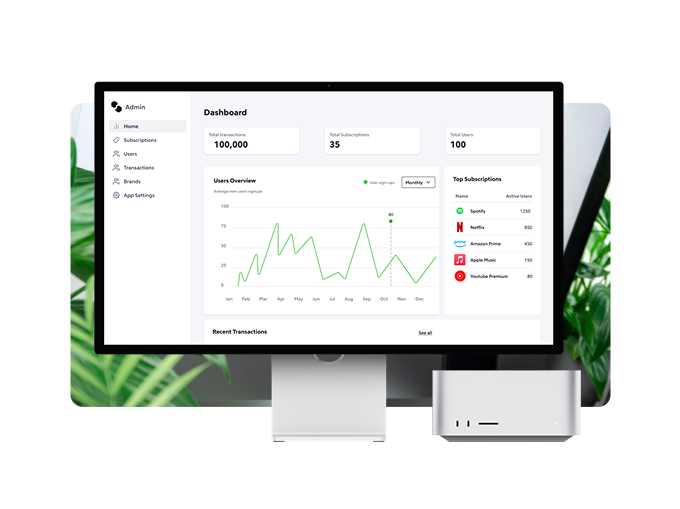 Admin
Home
Subscriptions
Users
Transactions
Brands
App Settings
Dashboard
Total transactions
100,000
Total Subscriptions
35
Total Users
100
Users Overview
User sign ups
Monthly
Average new users signups
100
75
50
25
0
80
Jan Feb Mar Apr May Jun Jul Aug Sep Oct Nov Dec
Top Subscriptions
Name Active Users
Spotify 1250
Netflix 850
prime Amazon Prime 450
Apple Music 150
Youtube Premium 80
Recent Transactions See all